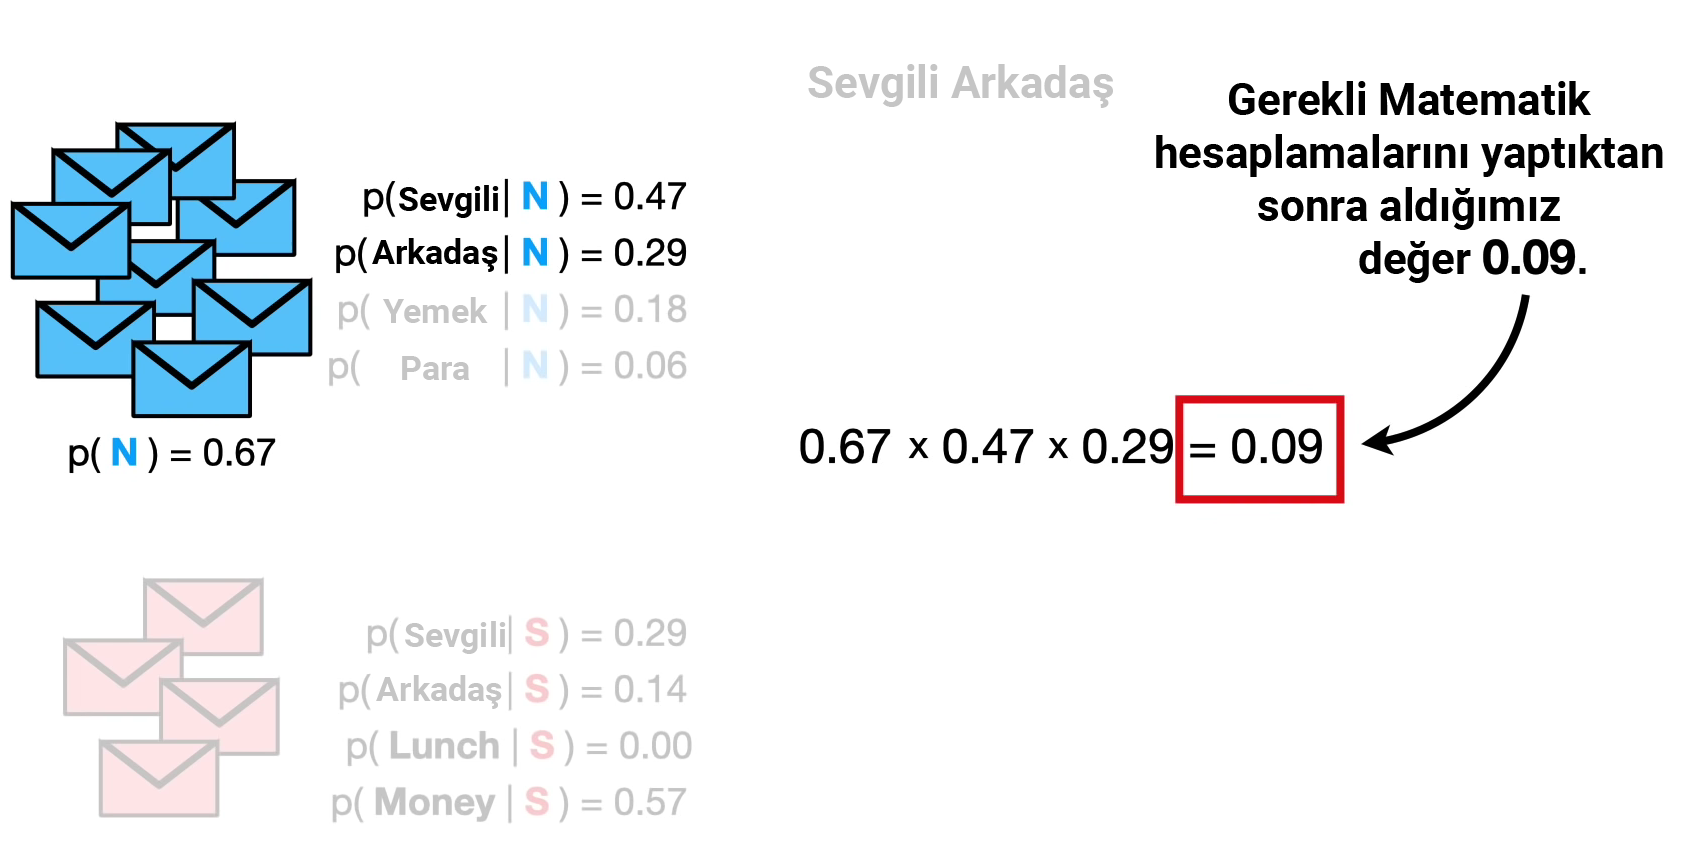 Sevgili Arkadaş
Gerekli Matematik
hesaplamalarını yaptıktan
sonra aldığımız
değer 0.09.
p(Sevgili| N ) = 0.47
p(Arkadaş| N ) = 0.29
p( Yemek | N ) = 0.18
p( Para | N ) = 0.06
p( N ) = 0.67
0.67 x 0.47 x 0.29 = 0.09
p(Sevgili| S ) = 0.29
p(Arkadaş| S ) = 0.14
p( Lunch | S ) = 0.00
p( Money | S ) = 0.57